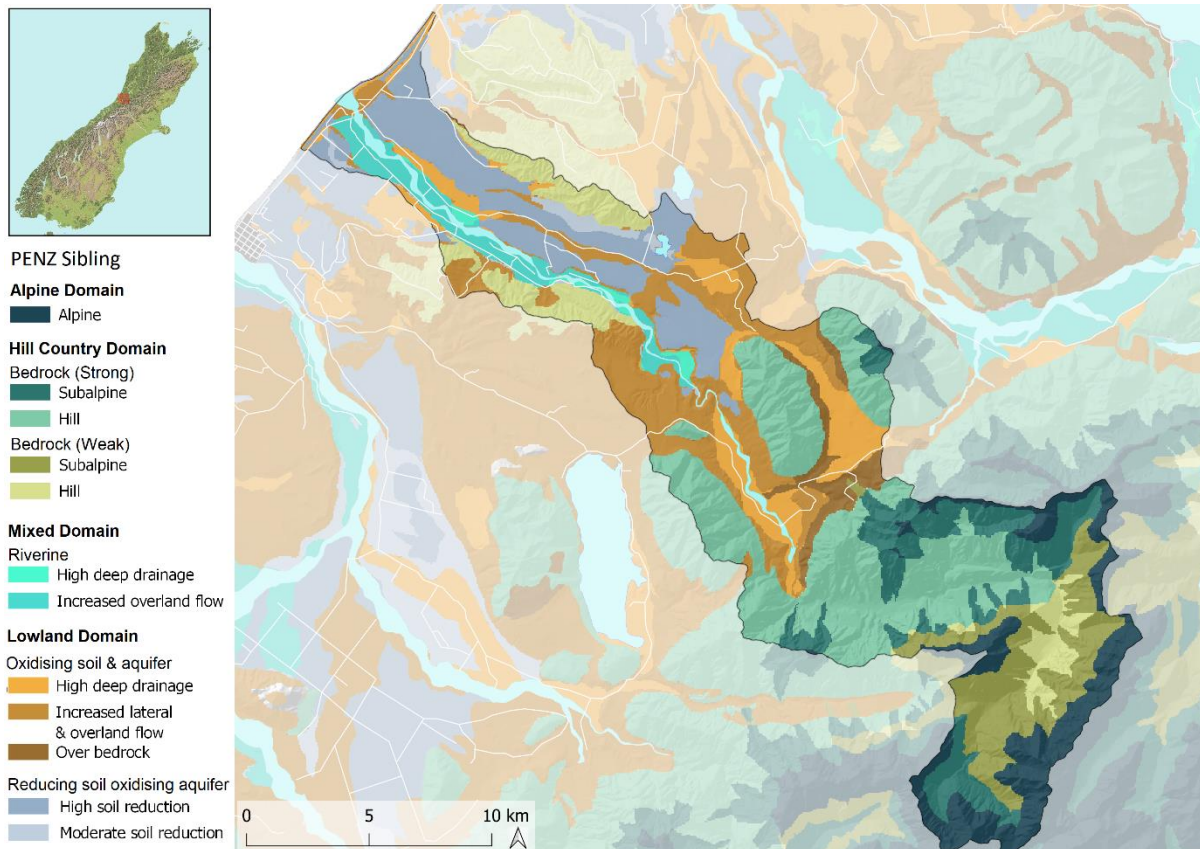 PENZ Sibling
Alpine Domain
Alpine
Hill Country Domain
Bedrock (Strong)
Subalpine
Hill
Bedrock (Weak)
Subalpine
Hill
Mixed Domain
Riverine
High deep drainage
Increased overland flow
Lowland Domain
Oxidising soil & aquifer
High deep drainage
Increased lateral
& overland flow
Over bedrock
Reducing soil oxidising aquifer
High soil reduction
Moderate soil reduction
0 5 10 km